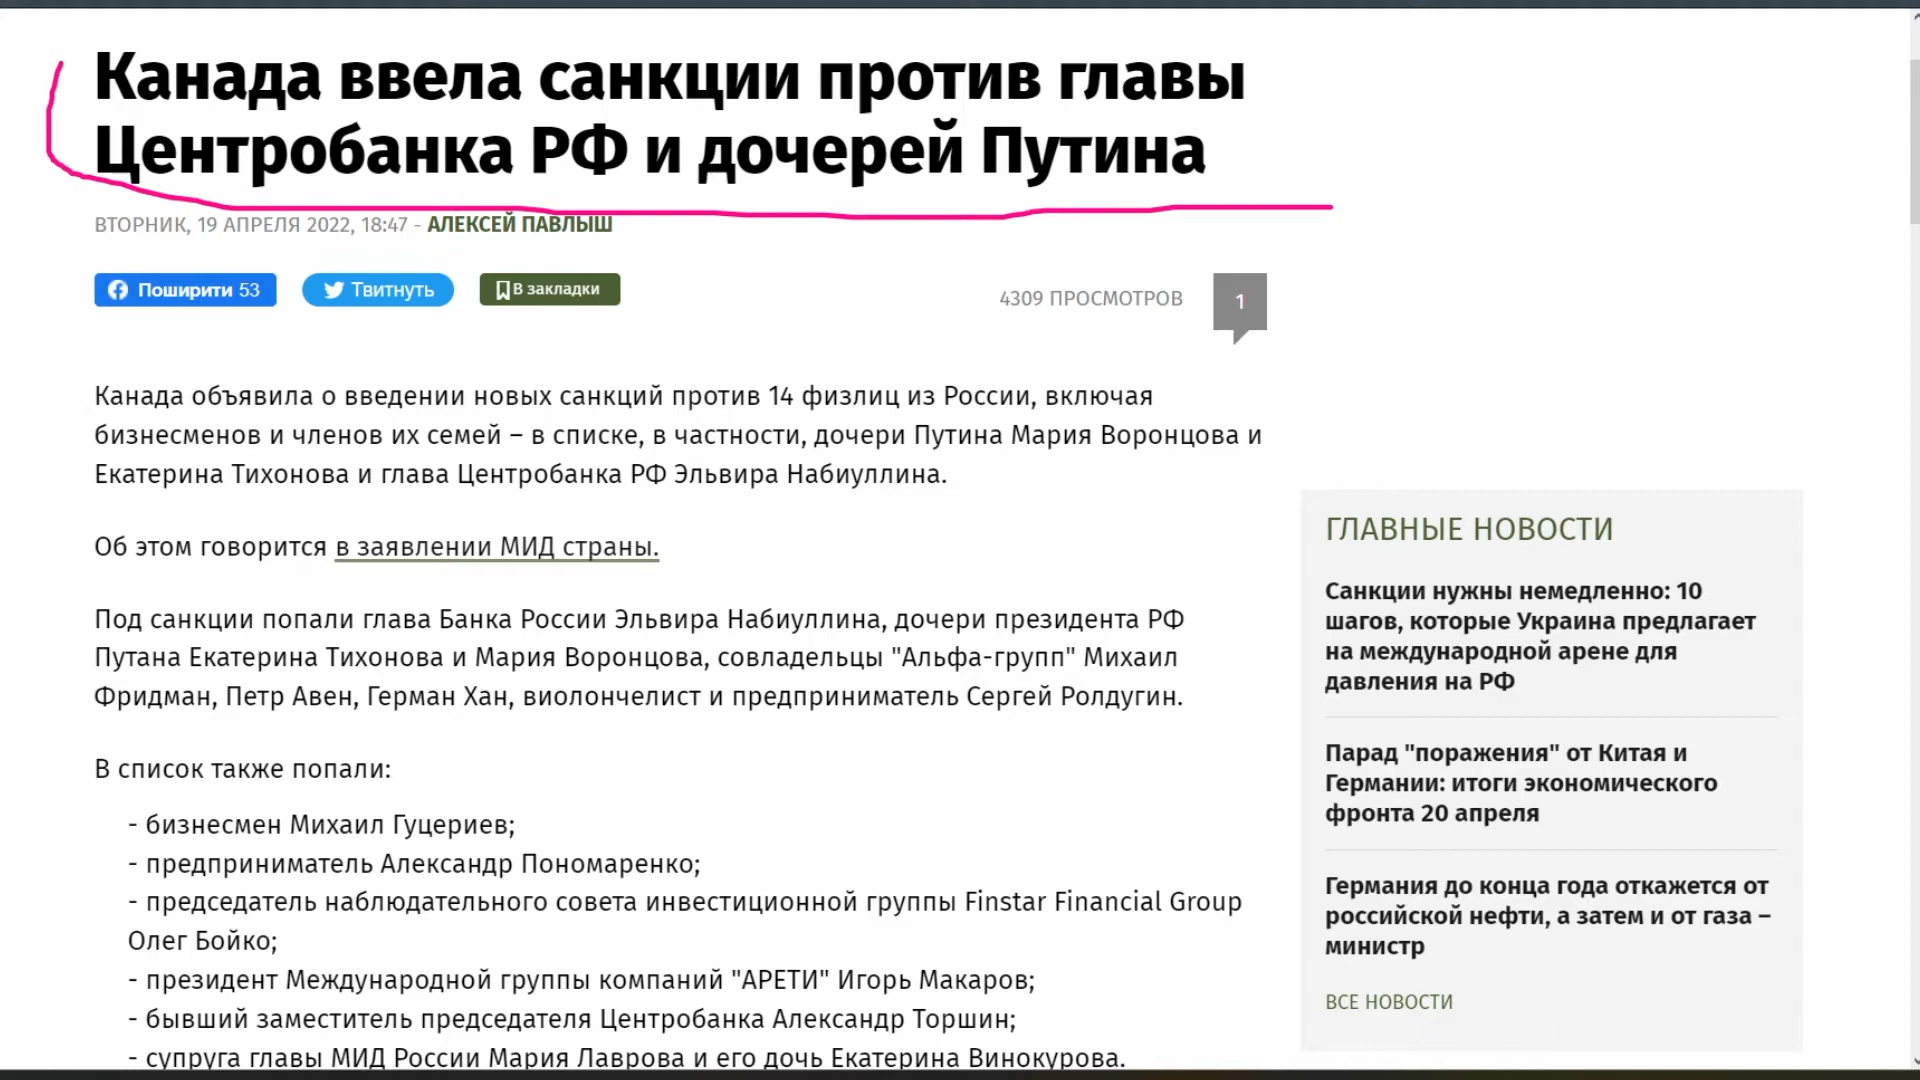 Канада ввела санкции против главы
Центробанка РФ и дочерей Путина
ВТОРНИК, 19 АПРЕЛЯ 2022, 18:47 - АЛЕКСЕЙ ПАВЛЫШ
Поширити 53
Твитнуть
В закладки
4309 ПРОСМОТРОВ
1
Канада объявила о введении новых санкций против 14 физлиц из России, включая
бизнесменов и членов их семей – в списке, в частности, дочери Путина Мария Воронцова и
Екатерина Тихонова и глава Центробанка РФ Эльвира Набиуллина.
Об этом говорится в заявлении МИД страны.
Под санкции попали глава Банка России Эльвира Набиуллина, дочери президента РФ
Путана Екатерина Тихонова и Мария Воронцова, совладельцы "Альфа-групп" Михаил
Фридман, Петр Авен, Герман Хан, виолончелист и предприниматель Сергей Ролдугин.
В список также попали:
- бизнесмен Михаил Гуцериев;
- предприниматель Александр Пономаренко;
- председатель наблюдательного совета инвестиционной группы Finstar Financial Group
Олег Бойко;
- президент Международной группы компаний "АРЕТИ" Игорь Макаров;
- бывший заместитель председателя Центробанка Александр Торшин;
- супруга главы МИД России Мария Лаврова и его дочь Екатерина Винокурова.
ГЛАВНЫЕ НОВОСТИ
Санкции нужны немедленно: 10
шагов, которые Украина предлагает
на международной арене для
давления на РФ
Парад "поражения" от Китая и
Германии: итоги экономического
фронта 20 апреля
Германия до конца года откажется от
российской нефти, а затем и от газа –
министр
ВСЕ НОВОСТИ